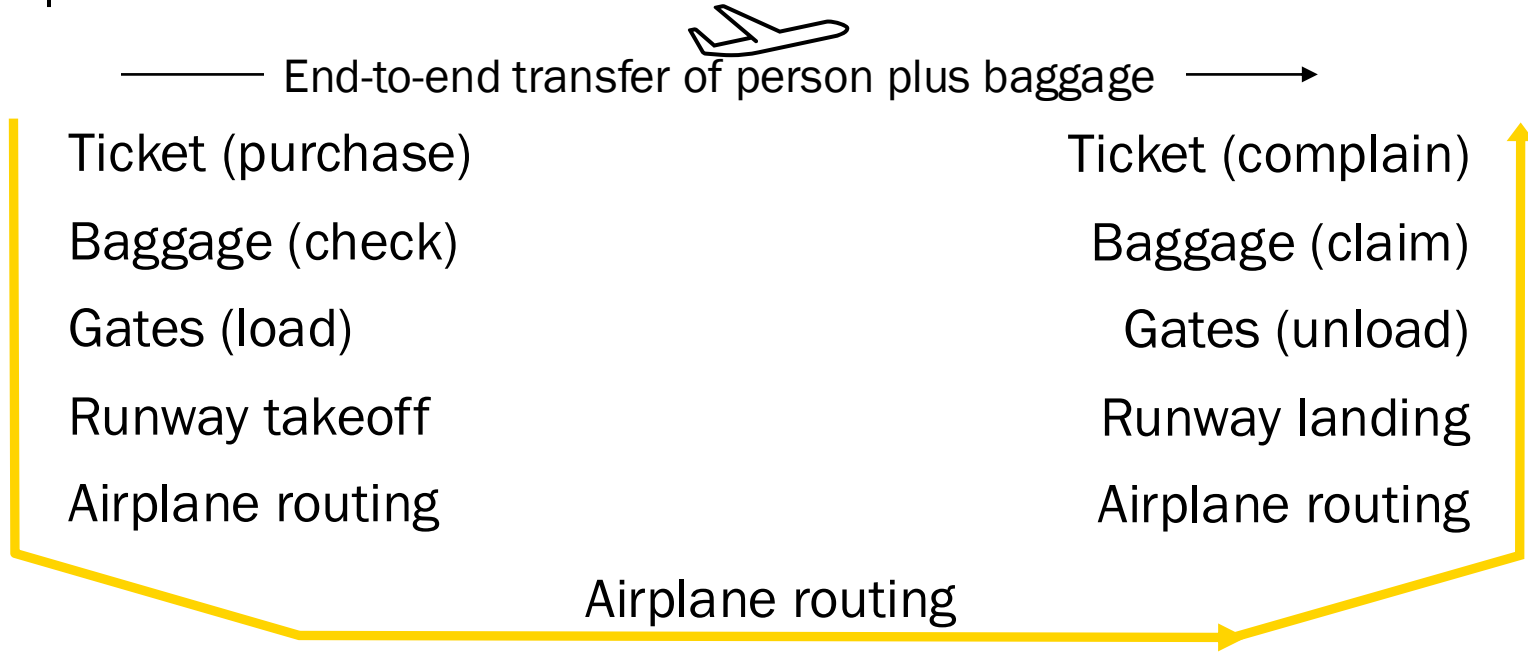 End-to-end transfer of person plus baggage
Ticket (purchase) Ticket (complain)
Baggage (check) Baggage (claim)
Gates (load) Gates (unload)
Runway takeoff Runway landing
Airplane routing Airplane routing
Airplane routing